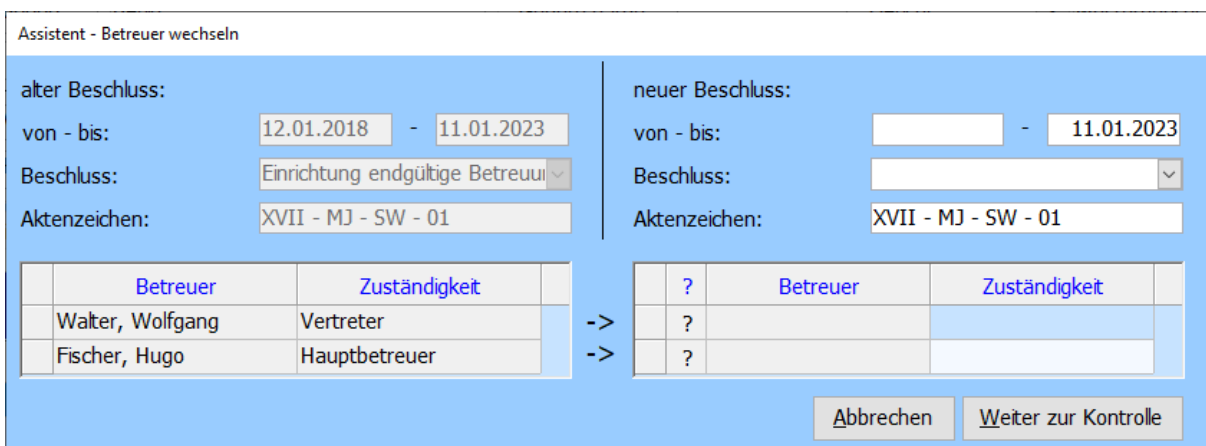 Assistent - Betreuer wechseln
alter Beschluss:
von - bis: 12.01.2018 - 11.01.2023
Beschluss: Einrichtung endgültige
Aktenzeichen: XVII - MJ - SW - 01
neuer Beschluss:
von - bis: - 11.01.2023
Beschluss:
Aktenzeichen: XVII - MJ - SW - 01
Betreuer Zuständigkeit
Walter, Wolfgang Vertreter ->
Fischer, Hugo Hauptbetreuer ->
? Betreuer Zuständigkeit
?
?
Abbrechen Weiter zur Kontrolle